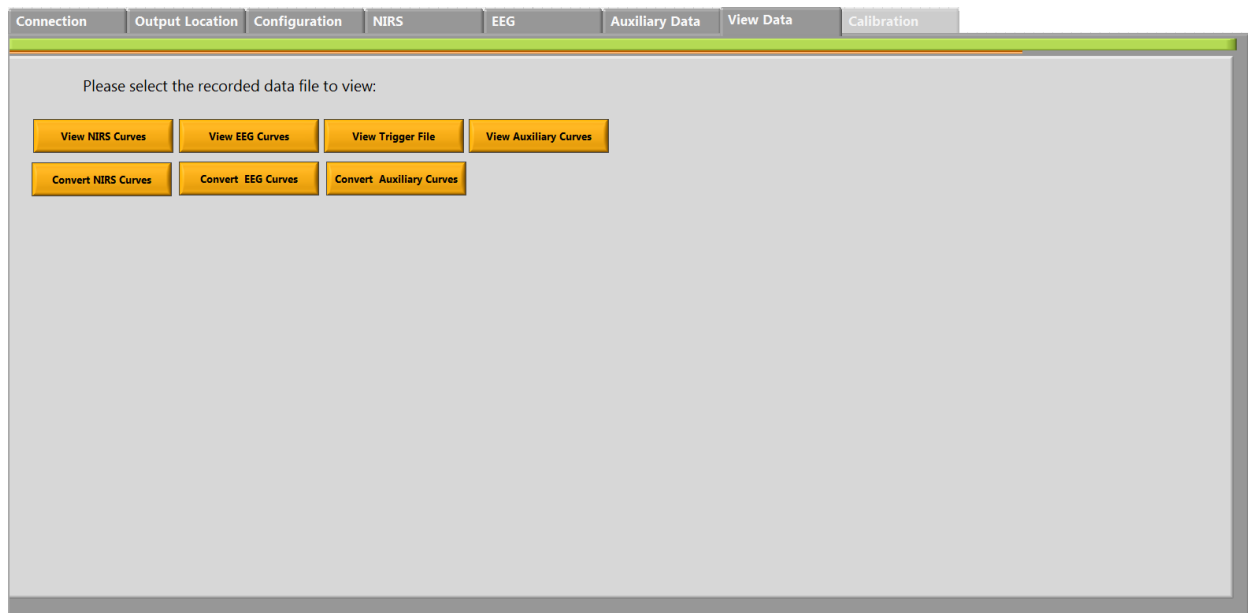 Connection Output Location Configuration NIRS EEG Auxiliary Data View Data Calibration
Please select the recorded data file to view:
View NIRS Curves View EEG Curves View Trigger File View Auxiliary Curves
Convert NIRS Curves Convert EEG Curves Convert Auxiliary Curves